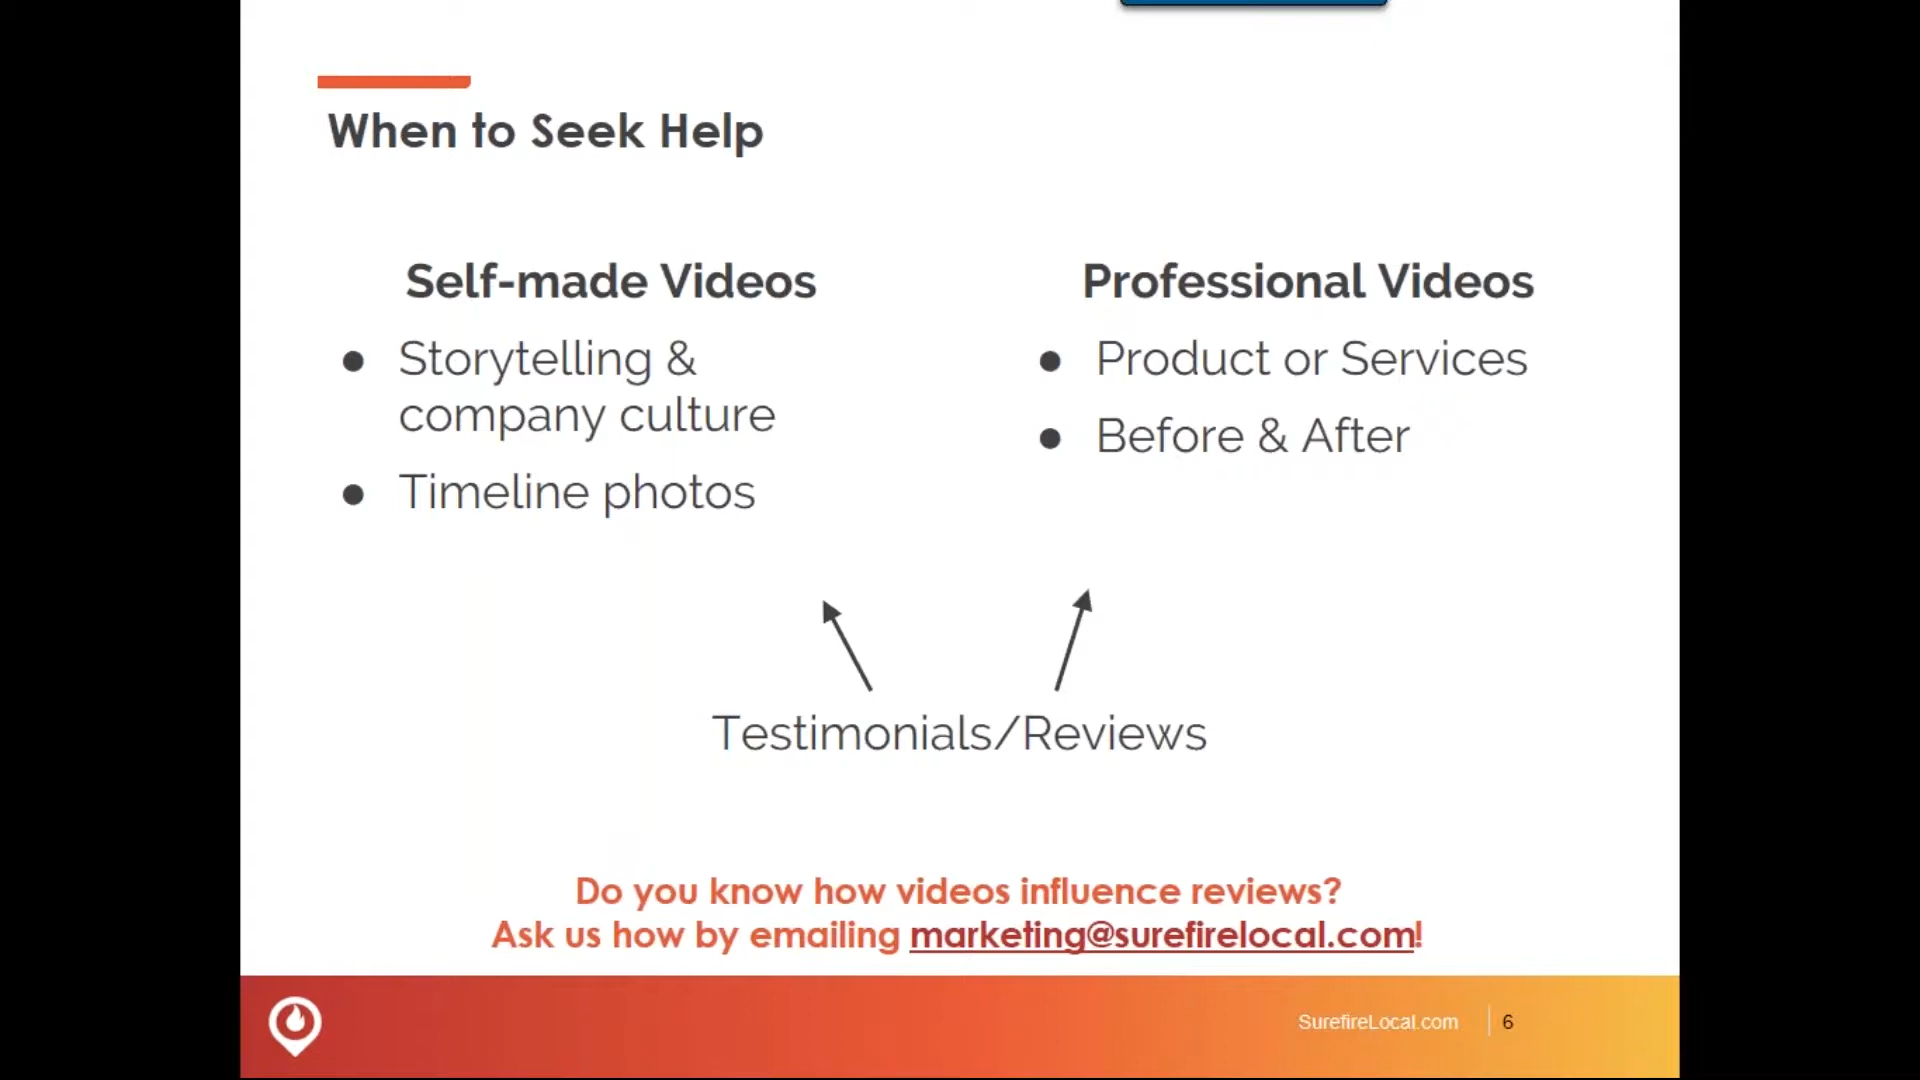 When to Seek Help
Self-made Videos
● Storytelling &
company culture
● Timeline photos
Professional Videos
● Product or Services
● Before & After
Testimonials/Reviews
Do you know how videos influence reviews?
Ask us how by emailing marketing@surefirelocal.com!
SurefireLocal.com | 6